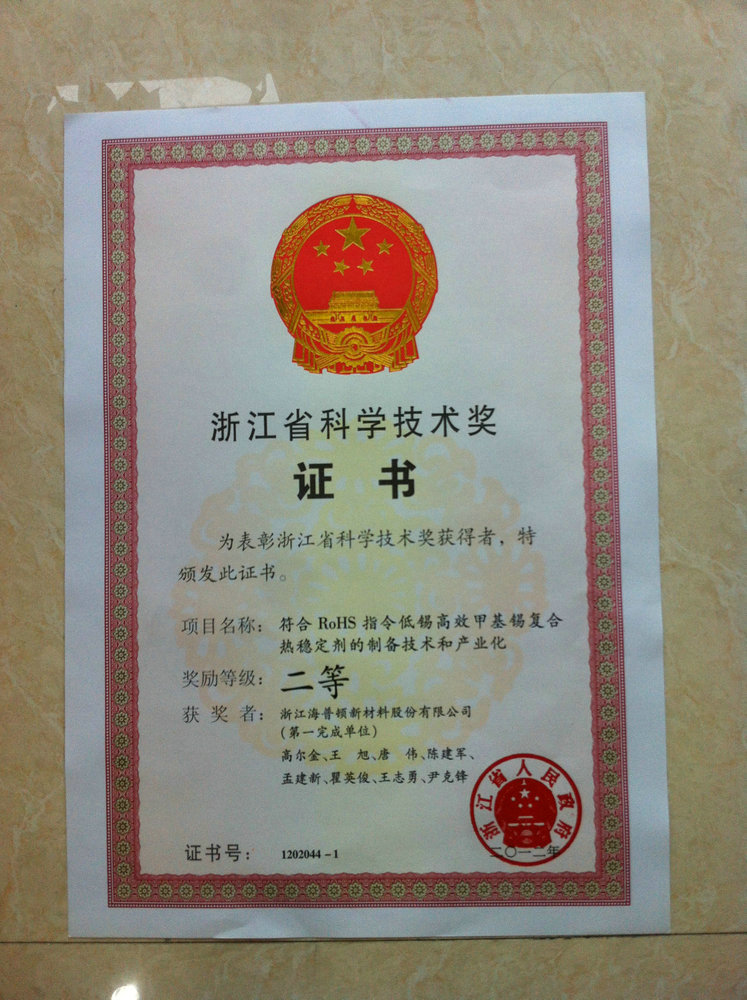 浙江省科学技术奖
证 书
为表彰浙江省科学技术奖获得者，特
颁发此证书。
项目名称： 符合 RoHS 指令低锡高效甲基锡复合
热稳定剂的制备技术和产业化
奖励等级： 二等
获 奖 者： 浙江海普顿新材料股份有限公司
(第一完成单位)
高尔金、王 旭、唐 伟、陈建军、
孟建新、瞿英俊、王志勇、尹克锋
浙江省人民政府
证书号： 1202044-1 二〇一二年